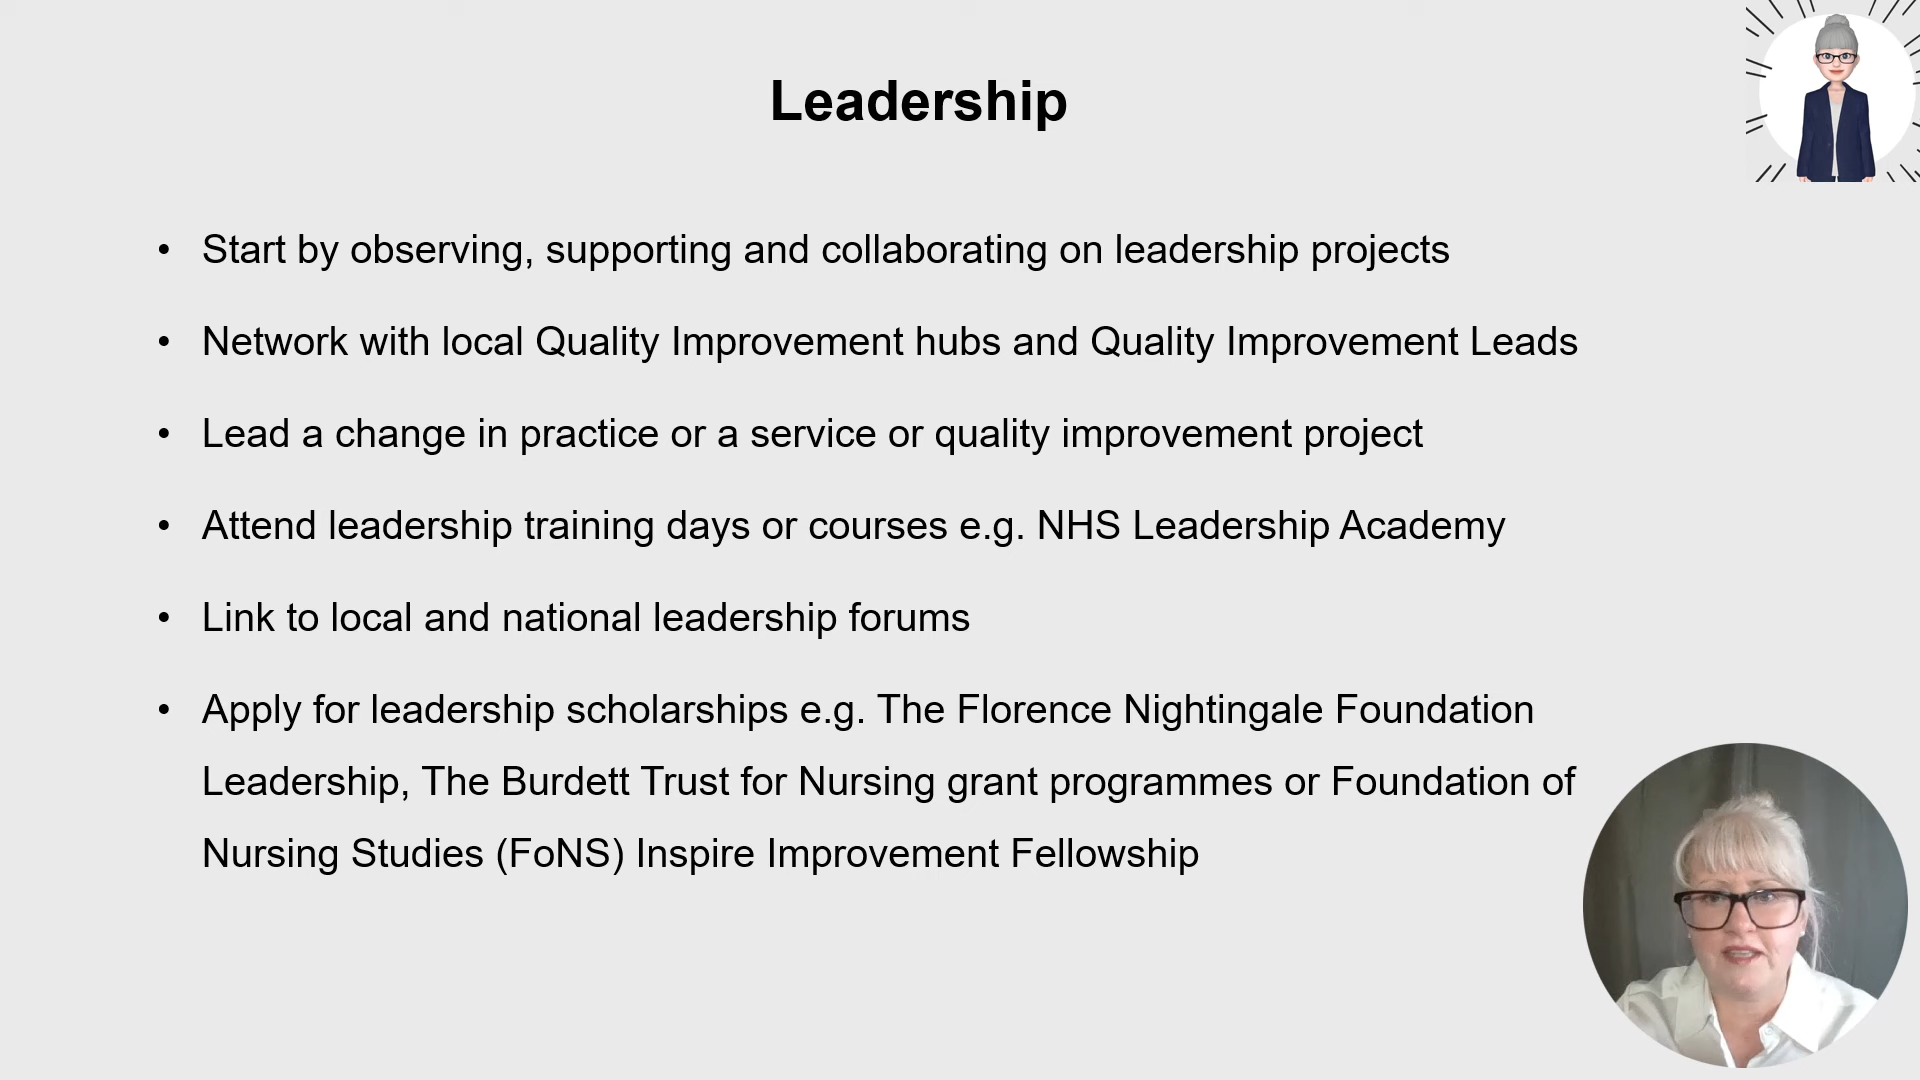 Leadership
• Start by observing, supporting and collaborating on leadership projects
• Network with local Quality Improvement hubs and Quality Improvement Leads
• Lead a change in practice or a service or quality improvement project
• Attend leadership training days or courses e.g. NHS Leadership Academy
• Link to local and national leadership forums
• Apply for leadership scholarships e.g. The Florence Nightingale Foundation
Leadership, The Burdett Trust for Nursing grant programmes or Foundation of
Nursing Studies (FoNS) Inspire Improvement Fellowship